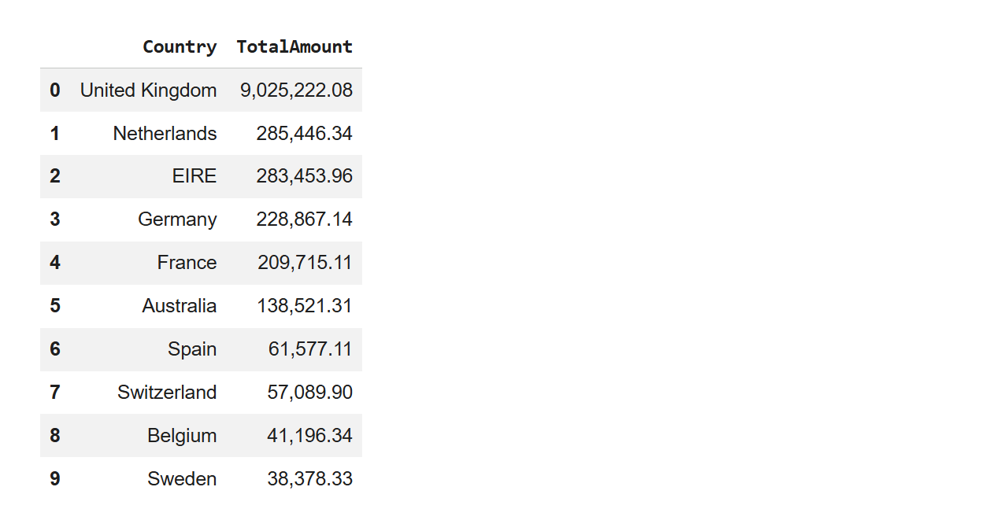 Country TotalAmount
0 United Kingdom 9,025,222.08
1 Netherlands 285,446.34
2 EIRE 283,453.96
3 Germany 228,867.14
4 France 209,715.11
5 Australia 138,521.31
6 Spain 61,577.11
7 Switzerland 57,089.90
8 Belgium 41,196.34
9 Sweden 38,378.33